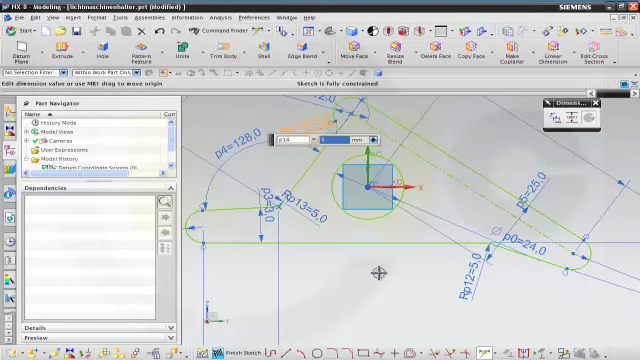 NX 8 - Modeling - [lichtmaschinenhalter.prt (Modified) ]
SIEMENS
File Edit View Insert Format Tools Assemblies Information Analysis Preferences Window Help
Start
Command Finder
Datum Plane
Extrude
Hole
Pattern Feature
Unite
Trim Body
Shell
Edge Blend
Move Face
Resize Blend
Delete Face
Copy Face
Make Coplanar
Linear Dimension
Edit Cross Section
No Selection Filter
Within Work Part Only
Edit dimension value or use MB1 drag to move origin
Sketch is fully constrained
Part Navigator
Name
History Mode
Model Views
Cameras
User Expressions
Model History
Dependencies
Details
Preview
Dimens...
p14
=
mm
p4=128,0
Rp13=5,0
p3=3,0
p5=25,0
Ø p0=24,0
Rp12=5,0
X
Finish Sketch